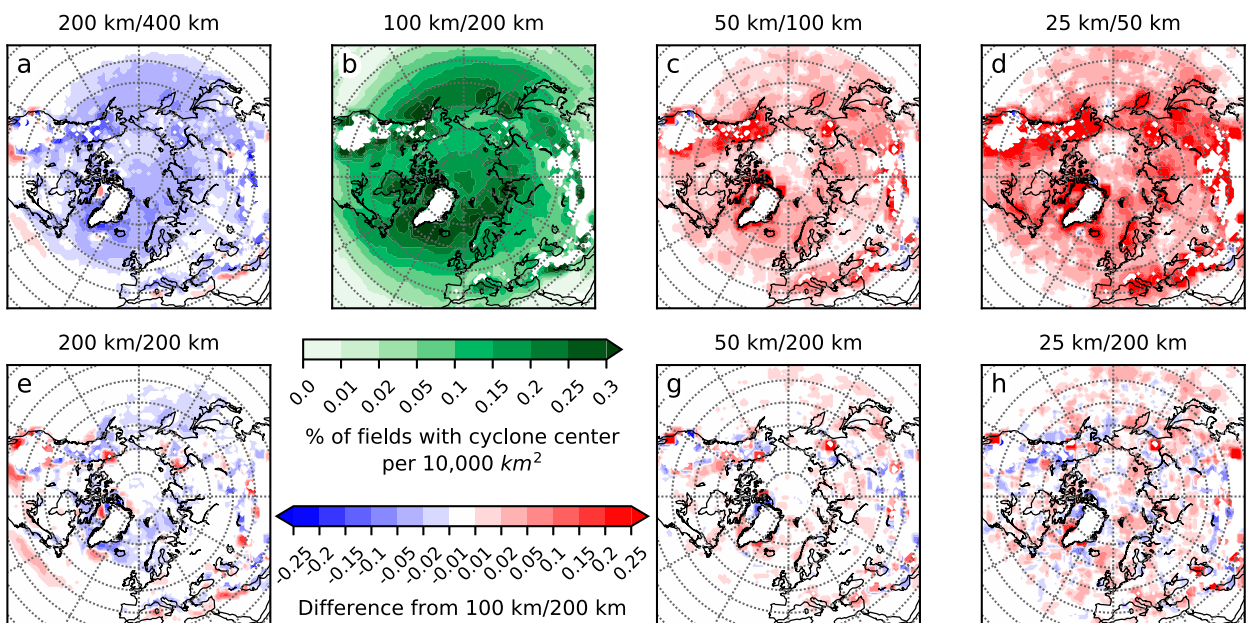 200 km/400 km
100 km/200 km
50 km/100 km
25 km/50 km
a
b
c
d
200 km/200 km
50 km/200 km
25 km/200 km
e
g
h
0.0 0.01 0.02 0.05 0.1 0.15 0.2 0.25 0.3
% of fields with cyclone center
per 10,000 km²
-0.25 -0.2 -0.15 -0.1 -0.05 -0.02 -0.01 0.01 0.02 0.05 0.1 0.15 0.2 0.25
Difference from 100 km/200 km